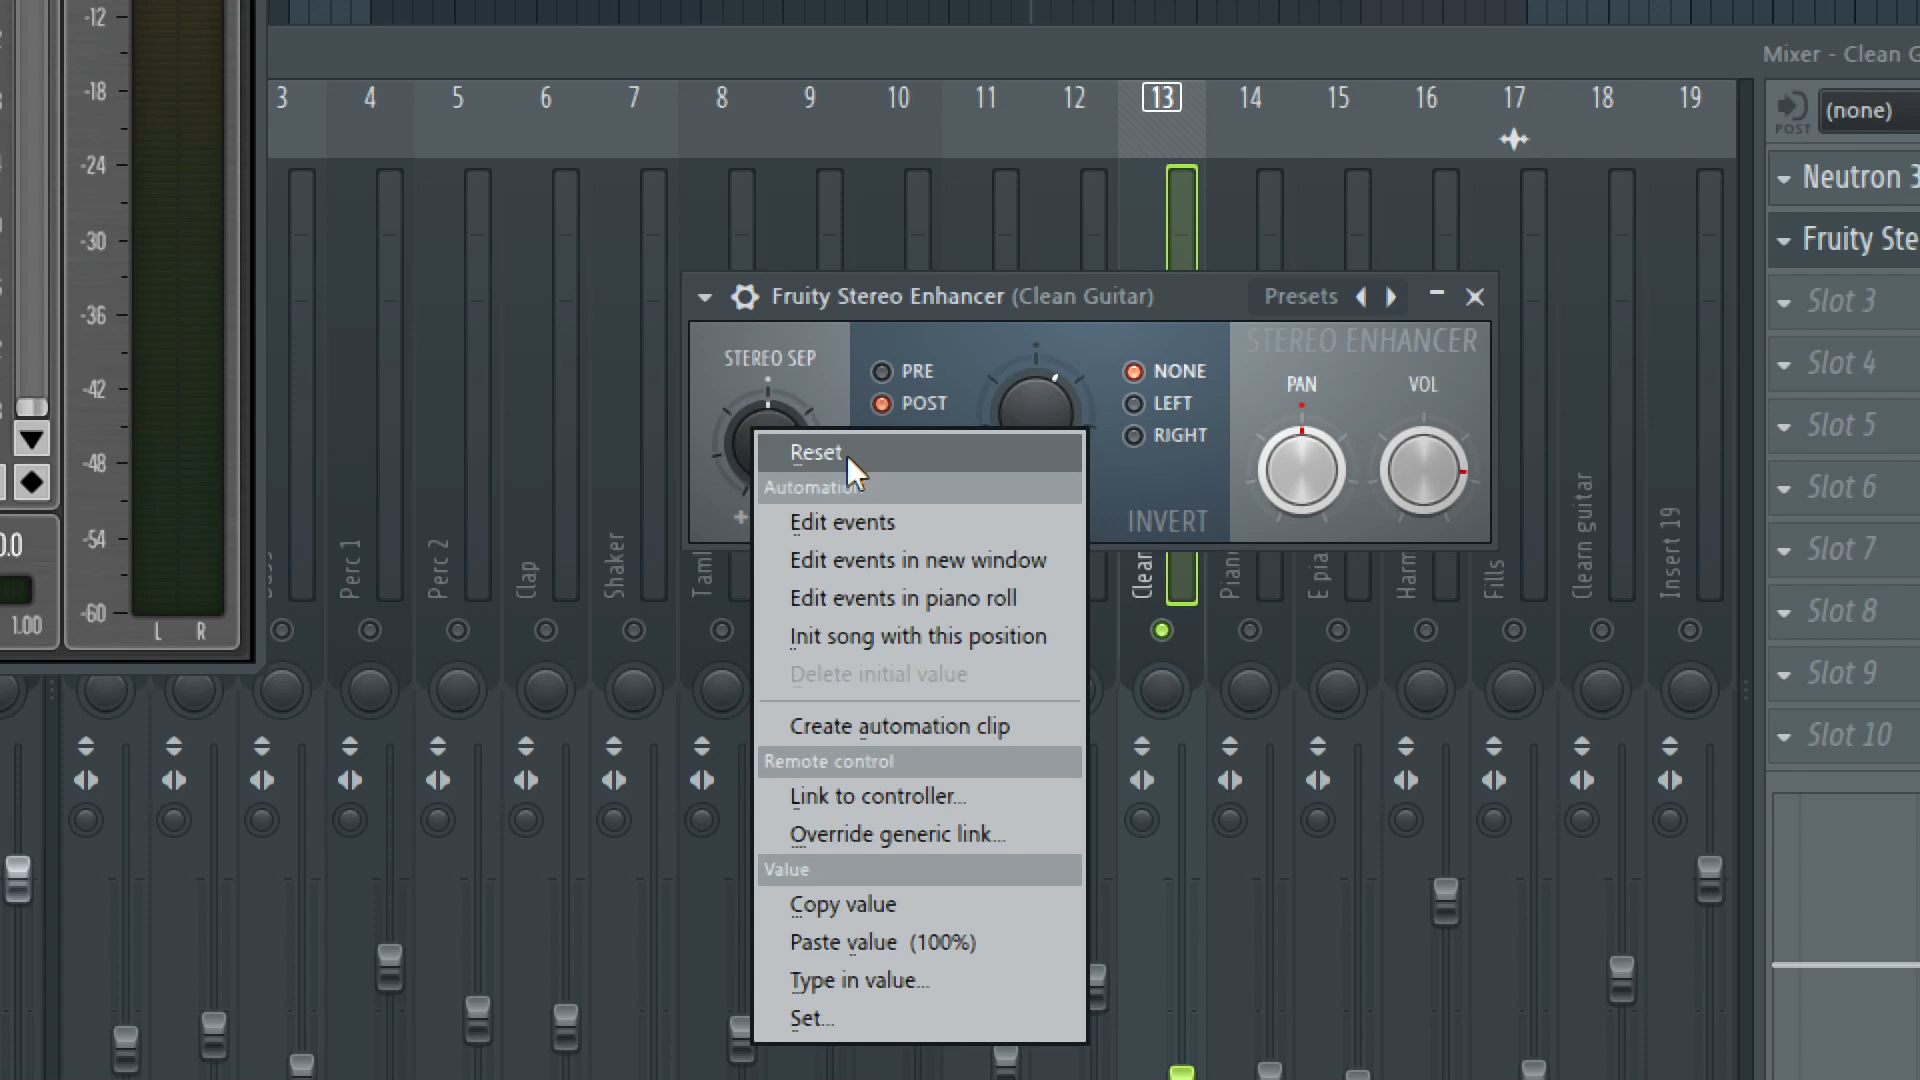 -12
-18
-24
-30
-36
-42
-48
-54
-60
L R
0.0
1.00
Mixer - Clean G
3 4 5 6 7 8 9 10 11 12 13 14 15 16 17 18 19
POST
(none)
Neutron 3
Fruity Ste
Slot 3
Slot 4
Slot 5
Slot 6
Slot 7
Slot 8
Slot 9
Slot 10
Fruity Stereo Enhancer (Clean Guitar)
Presets
STEREO SEP
PRE
POST
NONE
LEFT
RIGHT
INVERT
STEREO ENHANCER
PAN
VOL
Reset
Automation
Edit events
Edit events in new window
Edit events in piano roll
Init song with this position
Delete initial value
Create automation clip
Remote control
Link to controller...
Override generic link...
Value
Copy value
Paste value (100%)
Type in value...
Set...
Perc 1
Perc 2
Clap
Shaker
Taml
Clear
Pian
E pia
Harm
Fills
Clearn guitar
Insert 19